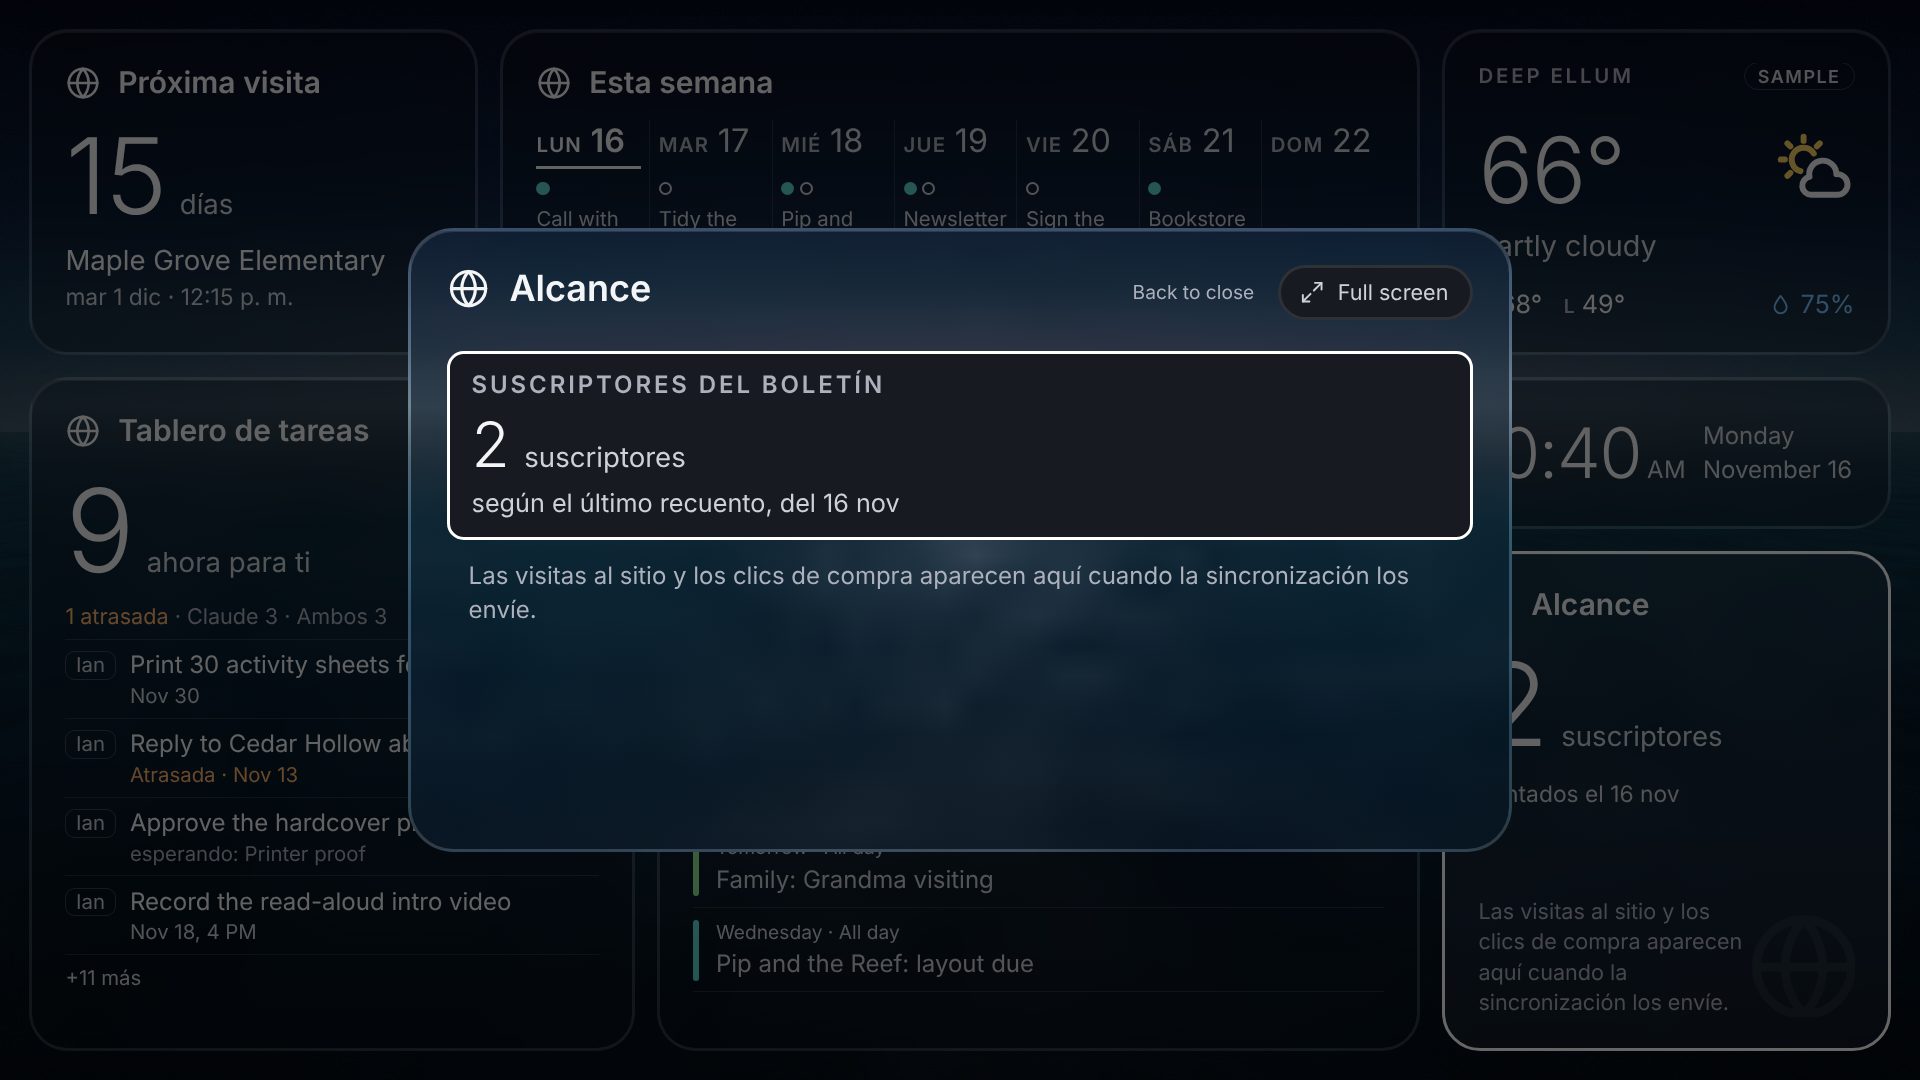 Próxima visita
15 días
Maple Grove Elementary
mar 1 dic · 12:15 p. m.
Esta semana
LUN 16
MAR 17
MIÉ 18
JUE 19
VIE 20
SÁB 21
DOM 22
Call with
Tidy the
Pip and
Newsletter
Sign the
Bookstore
DEEP ELLUM
SAMPLE
66°
artly cloudy
68° L 49°
75%
Alcance
Back to close
Full screen
SUSCRIPTORES DEL BOLETÍN
2 suscriptores
según el último recuento, del 16 nov
Las visitas al sitio y los clics de compra aparecen aquí cuando la sincronización los
envíe.
Tablero de tareas
9 ahora para ti
1 atrasada · Claude 3 · Ambos 3
Ian
Print 30 activity sheets
Nov 30
Ian
Reply to Cedar Hollow
Atrasada · Nov 13
Ian
Approve the hardcover
esperando: Printer proof
Ian
Record the read-aloud intro video
Nov 18, 4 PM
+11 más
Family: Grandma visiting
Wednesday · All day
Pip and the Reef: layout due
0:40 AM
Monday
November 16
Alcance
2 suscriptores
ntados el 16 nov
Las visitas al sitio y los
clics de compra aparecen
aquí cuando la
sincronización los envíe.